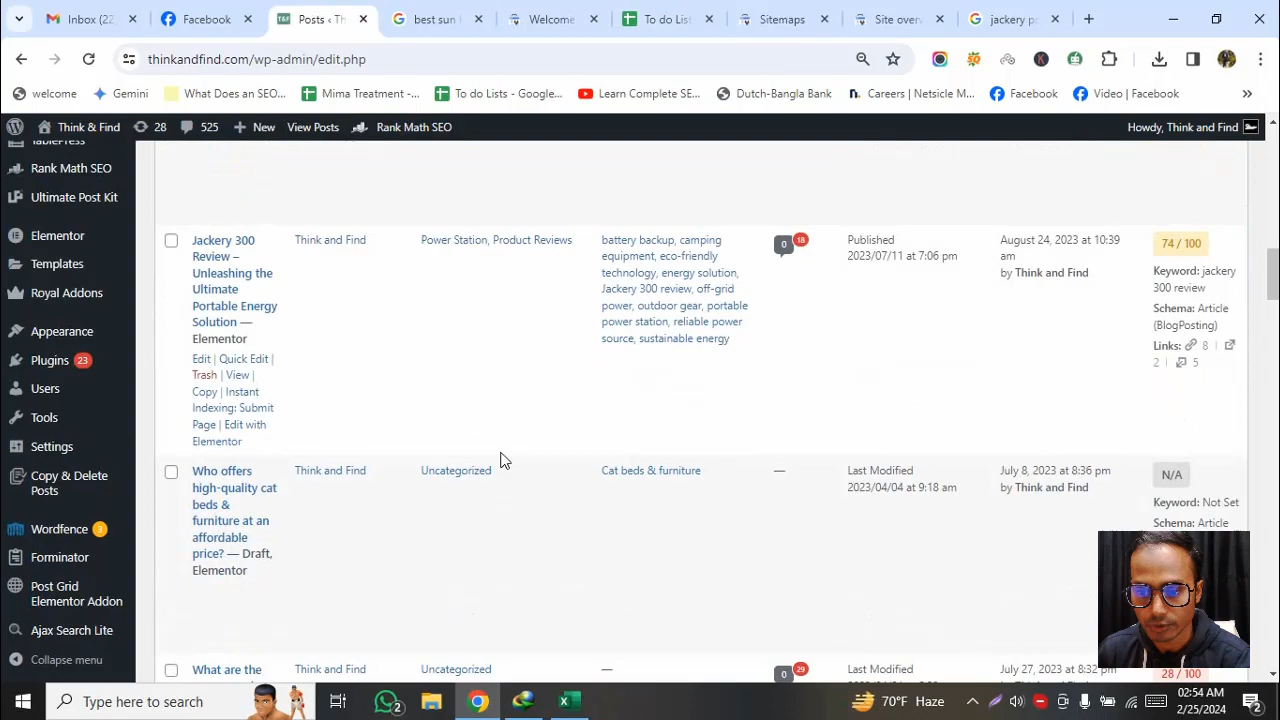 Inbox (22
Facebook
T&F
Posts ‹ Th
best sun
Welcome
To do List
Sitemaps
Site over
jackery po
thinkandfind.com/wp-admin/edit.php
welcome
Gemini
What Does an SEO...
Mima Treatment -...
To do Lists - Google...
Learn Complete SE...
Dutch-Bangla Bank
Careers | Netsicle M...
Facebook
Video | Facebook
Think & Find
28
525
New
View Posts
Rank Math SEO
Howdy, Think and Find
TablePress
Rank Math SEO
Ultimate Post Kit
Elementor
Templates
Royal Addons
Appearance
Plugins 23
Users
Tools
Settings
Copy & Delete
Posts
Wordfence 3
Forminator
Post Grid
Elementor Addon
Ajax Search Lite
Collapse menu
Jackery 300
Review –
Unleashing the
Ultimate
Portable Energy
Solution —
Elementor
Edit | Quick Edit |
Trash | View |
Copy | Instant
Indexing: Submit
Page | Edit with
Elementor
Think and Find
Power Station, Product Reviews
battery backup, camping
equipment, eco-friendly
technology, energy solution,
Jackery 300 review, off-grid
power, outdoor gear, portable
power station, reliable power
source, sustainable energy
0 18
Published
2023/07/11 at 7:06 pm
August 24, 2023 at 10:39
am
by Think and Find
74 / 100
Keyword: jackery
300 review
Schema: Article
(BlogPosting)
Links: 8 |
2 | 5
Who offers
high-quality cat
beds &
furniture at an
affordable
price? — Draft,
Elementor
Think and Find
Uncategorized
Cat beds & furniture
—
Last Modified
2023/04/04 at 9:18 am
July 8, 2023 at 8:36 pm
by Think and Find
N/A
Keyword: Not Set
Schema: Article
What are the
Think and Find
Uncategorized
—
0 29
Last Modified
July 27, 2023 at 8:32 pm
28 / 100
Type here to search
2
70°F Haze
02:54 AM
2/25/2024
2